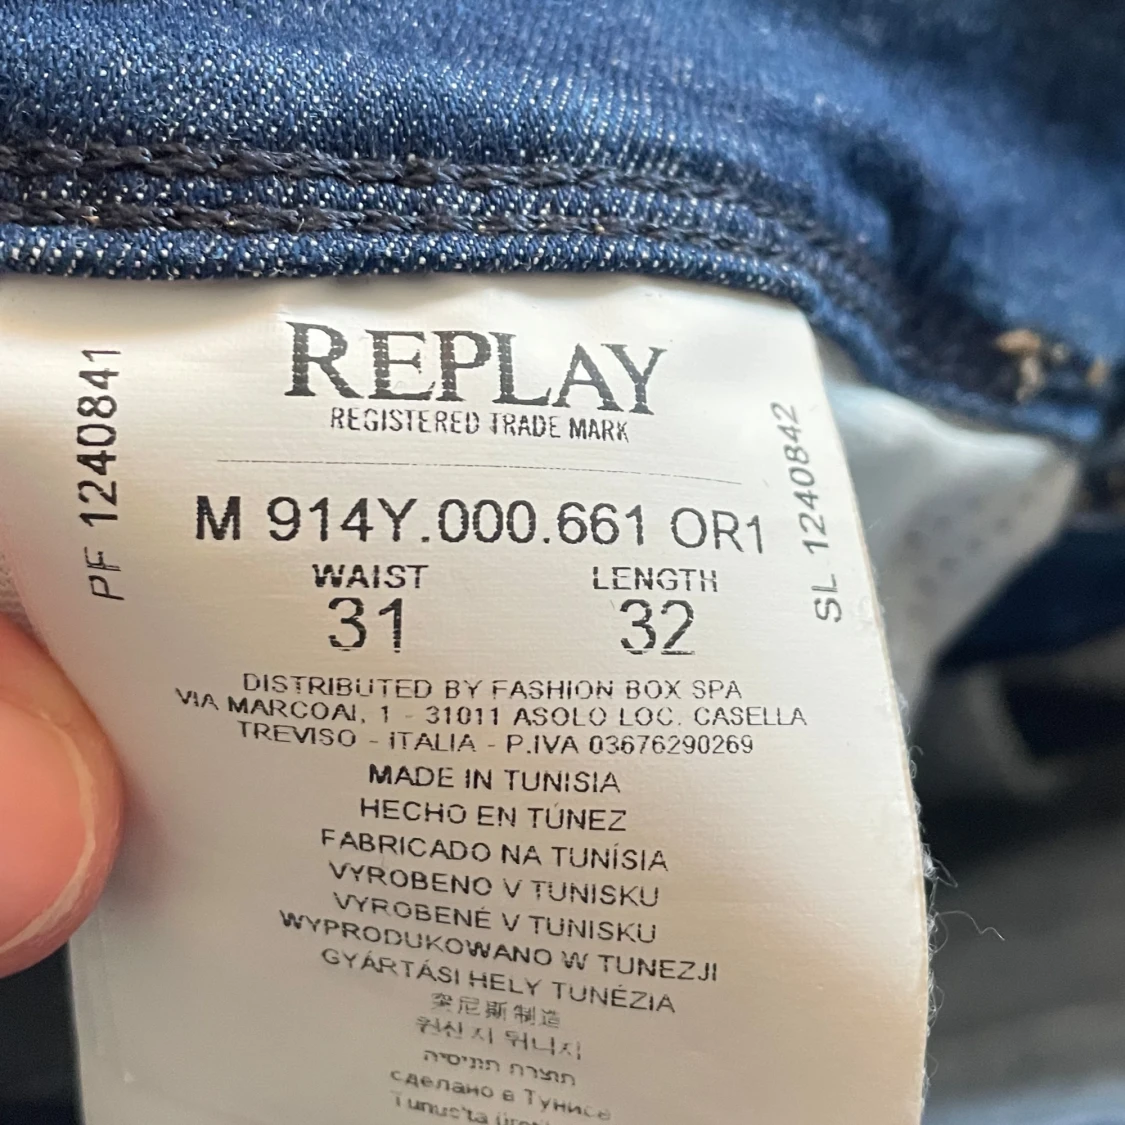 REPLAY
REGISTERED TRADE MARK
PF 1240841
SL 1240842
M 914Y.000.661 OR1
WAIST LENGTH
31 32
DISTRIBUTED BY FASHION BOX SPA
VIA MARCOAI, 1 - 31011 ASOLO LOC. CASELLA
TREVISO - ITALIA - P.IVA 03676290269
MADE IN TUNISIA
HECHO EN TÚNEZ
FABRICADO NA TUNÍSIA
VYROBENO V TUNISKU
VYROBENÉ V TUNISKU
WYPRODUKOWANO W TUNEZJI
GYÁRTÁSI HELY TUNÉZIA
突尼斯制造
원산지 튀니지
תוצרת תוניסיה
сделано в Тунисе
Tunus'ta